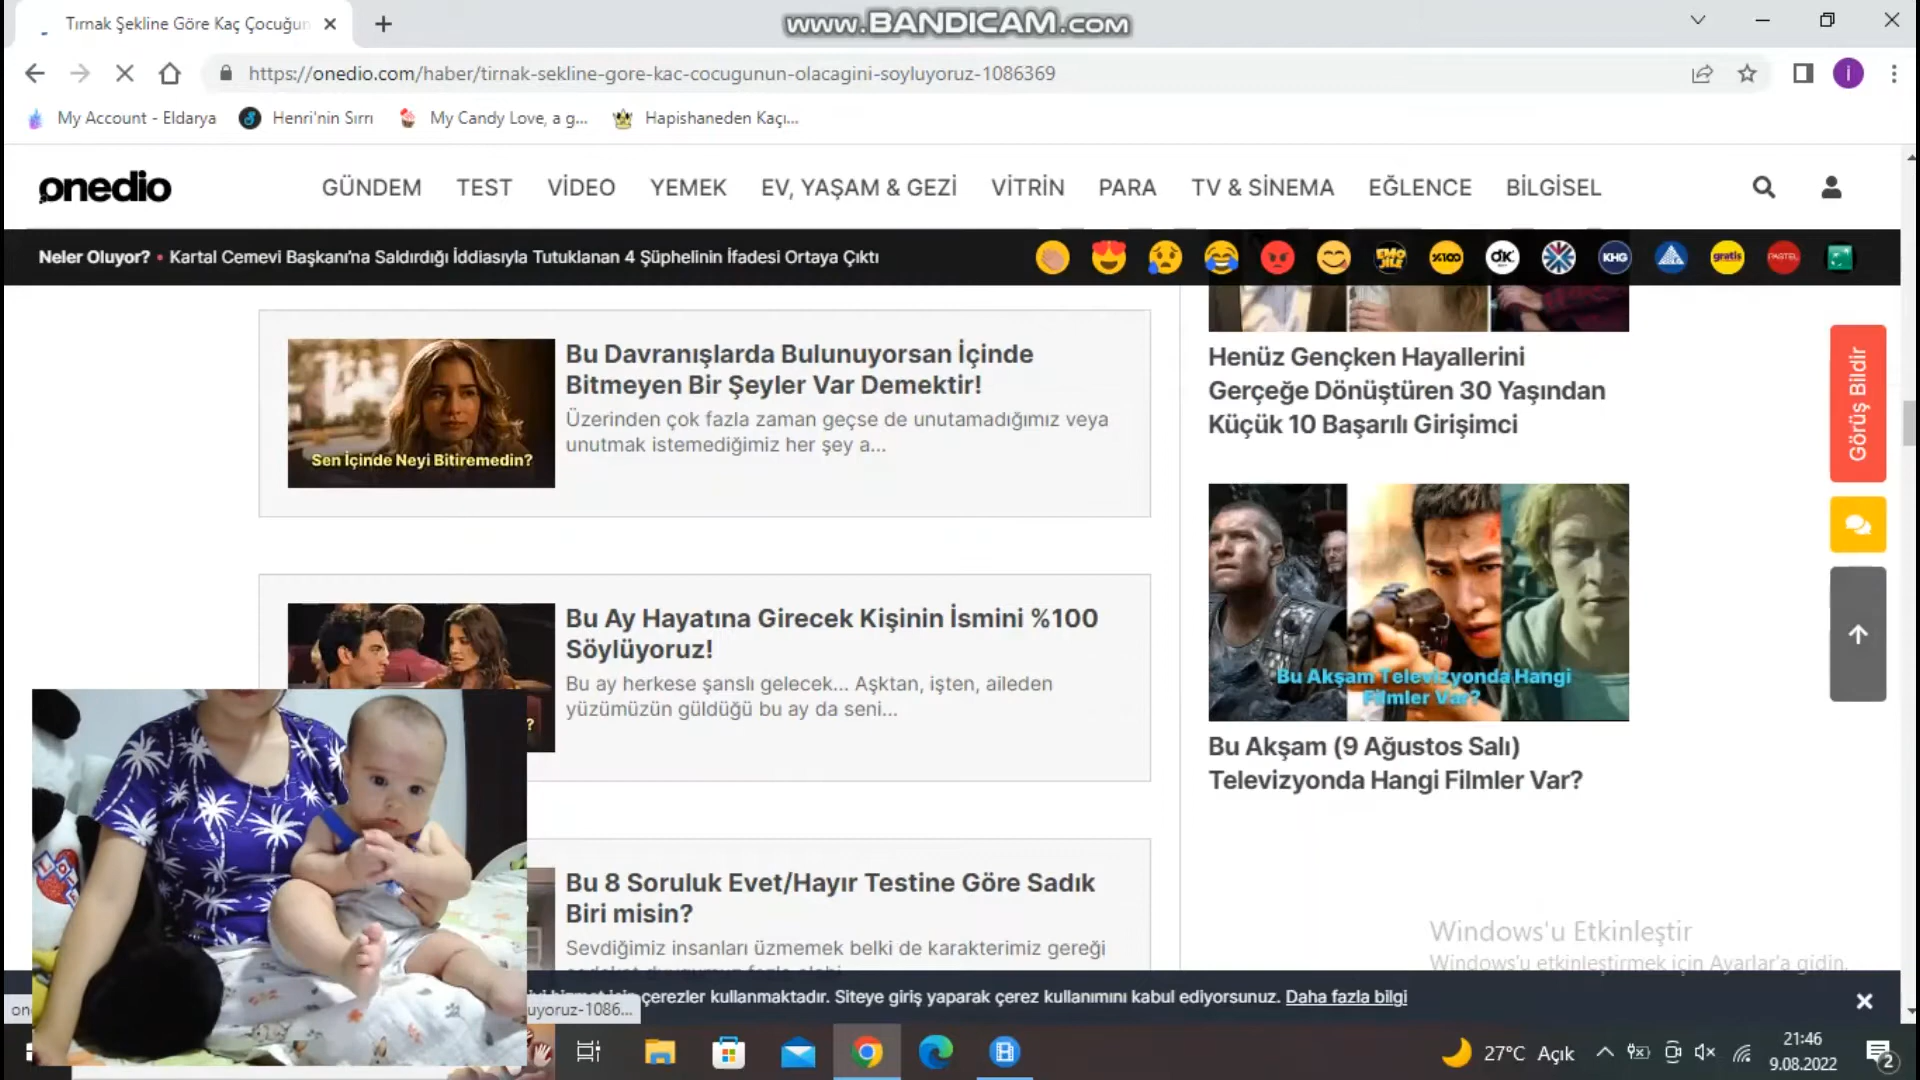 Tırnak Şekline Göre Kaç Çocuğun
www.BANDICAM.com
https://onedio.com/haber/tirnak-sekline-gore-kac-cocugunun-olacagini-soyluyoruz-1086369
i
My Account - Eldarya
Henri'nin Sırrı
My Candy Love, a g...
Hapishaneden Kaçı...
onedio
GÜNDEM
TEST
VİDEO
YEMEK
EV, YAŞAM & GEZİ
VİTRİN
PARA
TV & SİNEMA
EĞLENCE
BİLGİSEL
Neler Oluyor? • Kartal Cemevi Başkanı'na Saldırdığı İddiasıyla Tutuklanan 4 Şüphelinin İfadesi Ortaya Çıktı
%100
dK
KHG
gratis
PASTEL
Sen İçinde Neyi Bitiremedin?
Bu Davranışlarda Bulunuyorsan İçinde
Bitmeyen Bir Şeyler Var Demektir!
Üzerinden çok fazla zaman geçse de unutamadığımız veya
unutmak istemediğimiz her şey a...
Henüz Gençken Hayallerini
Gerçeğe Dönüştüren 30 Yaşından
Küçük 10 Başarılı Girişimci
Görüş Bildir
Bu Ay Hayatına Girecek Kişinin İsmini %100
Söylüyoruz!
Bu ay herkese şanslı gelecek... Aşktan, işten, aileden
yüzümüzün güldüğü bu ay da seni...
?
Bu Akşam Televizyonda Hangi
Filmler Var?
Bu Akşam (9 Ağustos Salı)
Televizyonda Hangi Filmler Var?
Bu 8 Soruluk Evet/Hayır Testine Göre Sadık
Biri misin?
Sevdiğimiz insanları üzmemek belki de karakterimiz gereği
Windows'u Etkinleştir
Windows'u etkinleştirmek için Ayarlar'a gidin.
çerezler kullanmaktadır. Siteye giriş yaparak çerez kullanımını kabul ediyorsunuz. Daha fazla bilgi
uyoruz-1086...
27°C Açık
21:46
9.08.2022
2